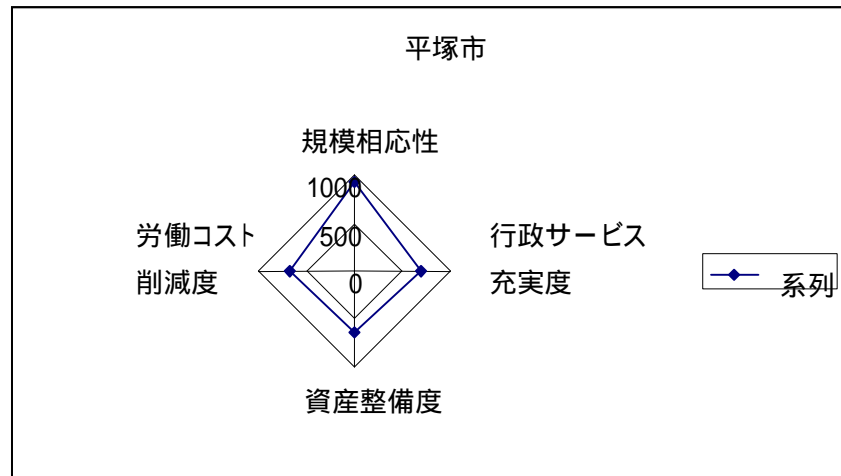 平塚市
規模相応性
1000
500
0
労働コスト
削減度
行政サービス
充実度
資産整備度
系列